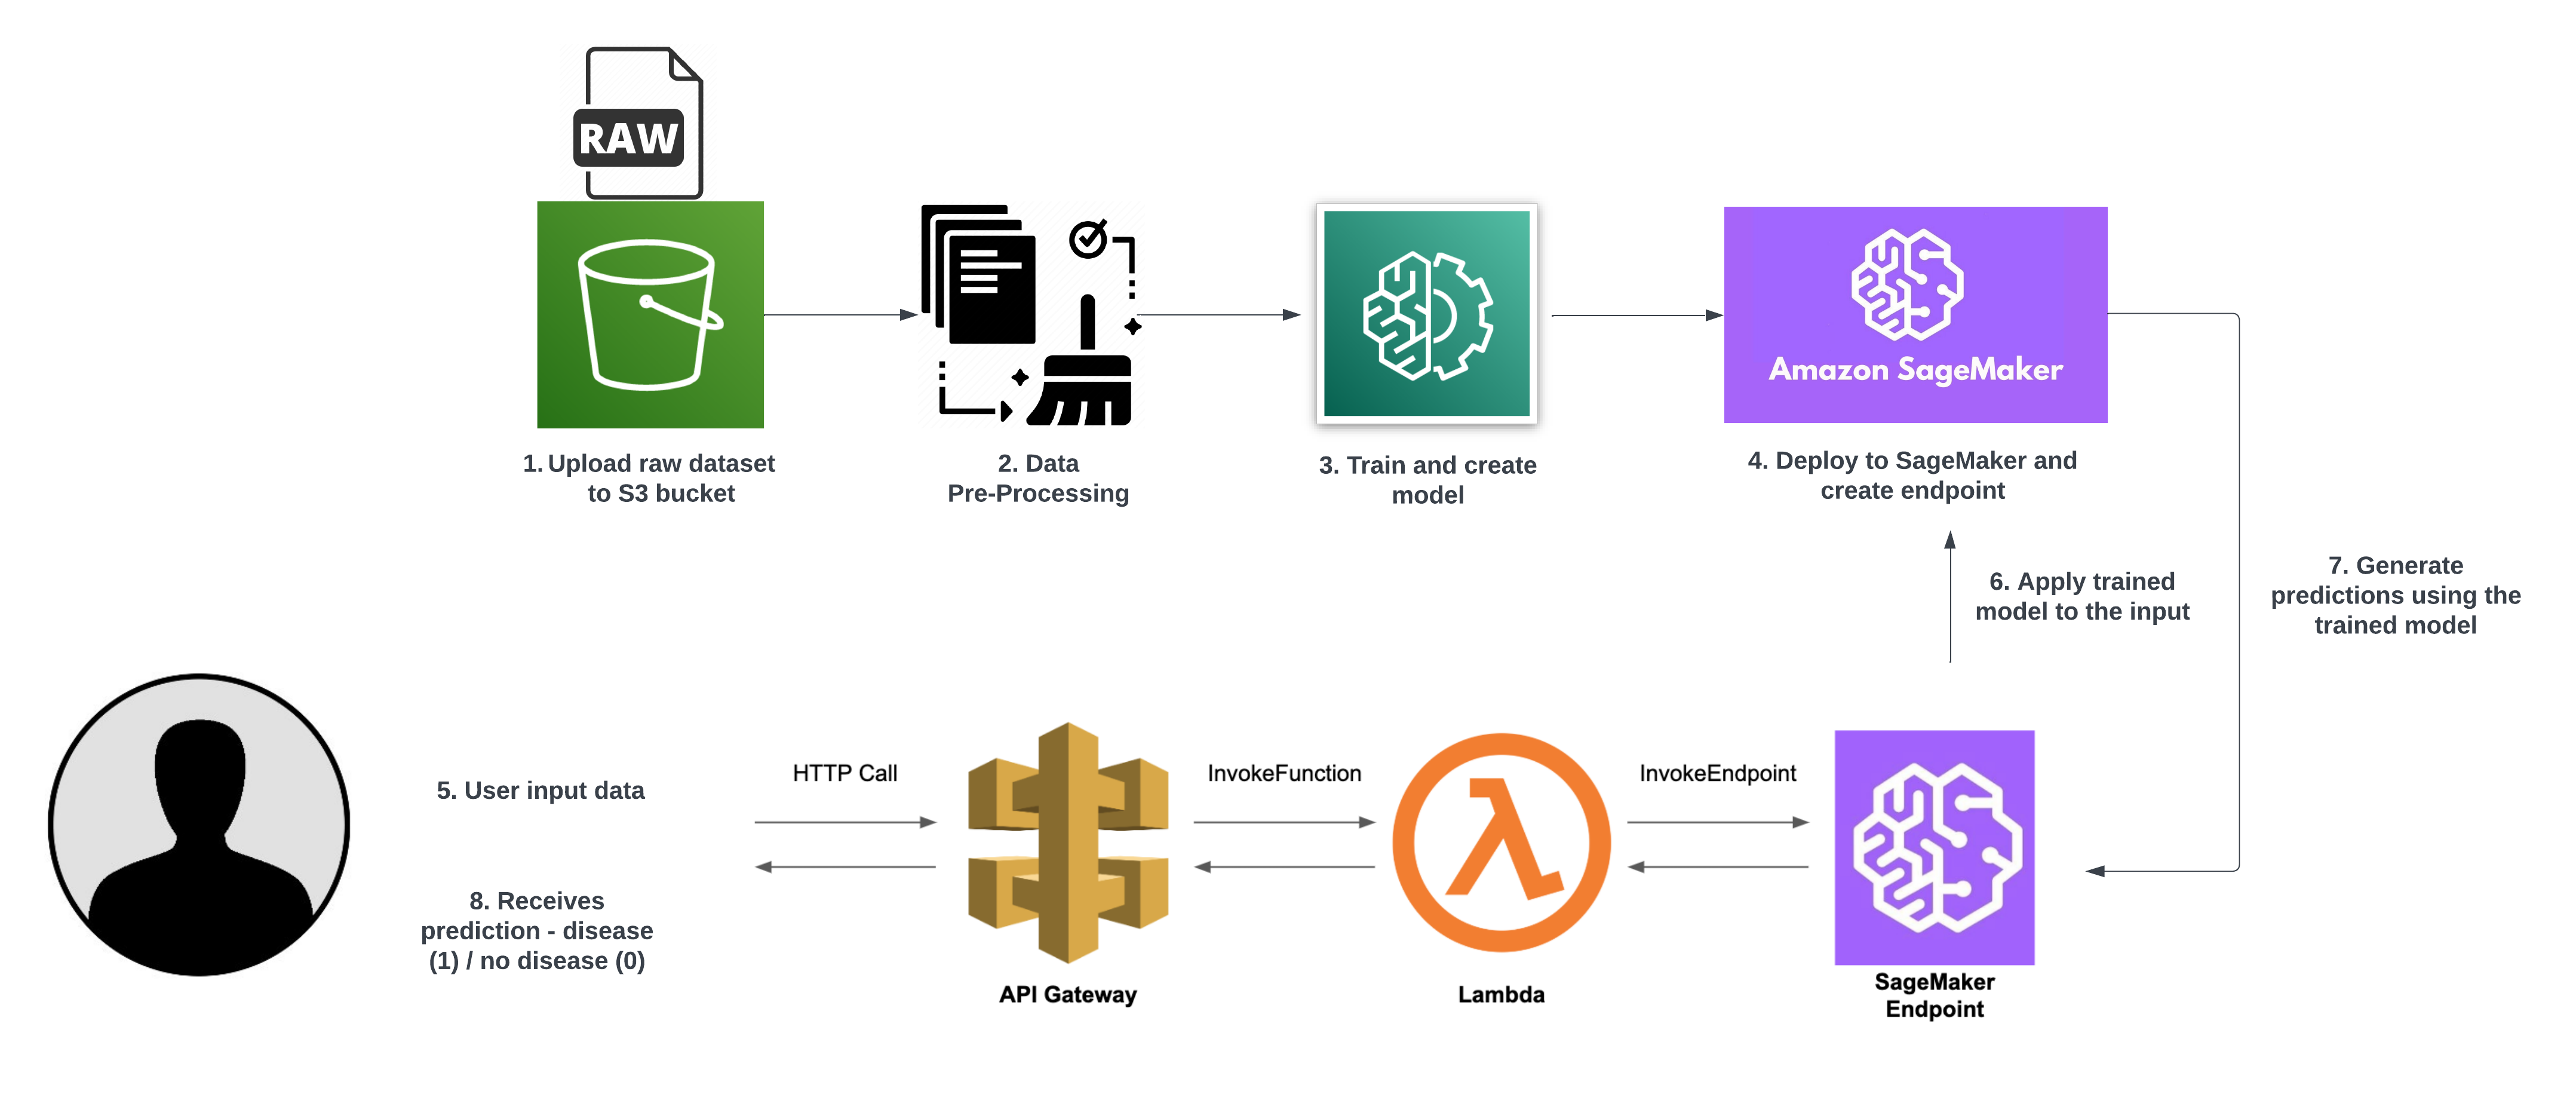 RAW
Amazon SageMaker
1. Upload raw dataset
to S3 bucket
2. Data
Pre-Processing
3. Train and create
model
4. Deploy to SageMaker and
create endpoint
6. Apply trained
model to the input
7. Generate
predictions using the
trained model
5. User input data
HTTP Call
InvokeFunction
InvokeEndpoint
8. Receives
prediction - disease
(1) / no disease (0)
API Gateway
Lambda
SageMaker
Endpoint